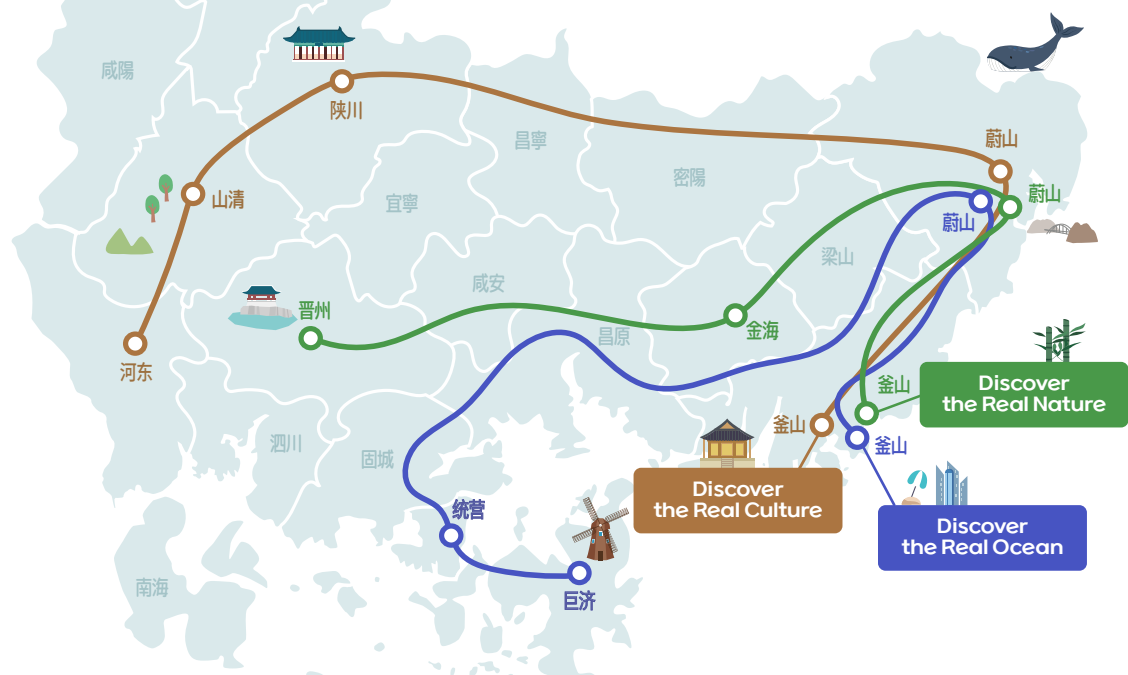 咸陽
陕川
昌寧
蔚山
密陽
山清
宜寧
蔚山
蔚山
梁山
咸安
晋州
金海
昌原
河东
釜山
Discover
the Real Nature
釜山
釜山
泗川
固城
Discover
the Real Culture
统营
Discover
the Real Ocean
南海
巨济